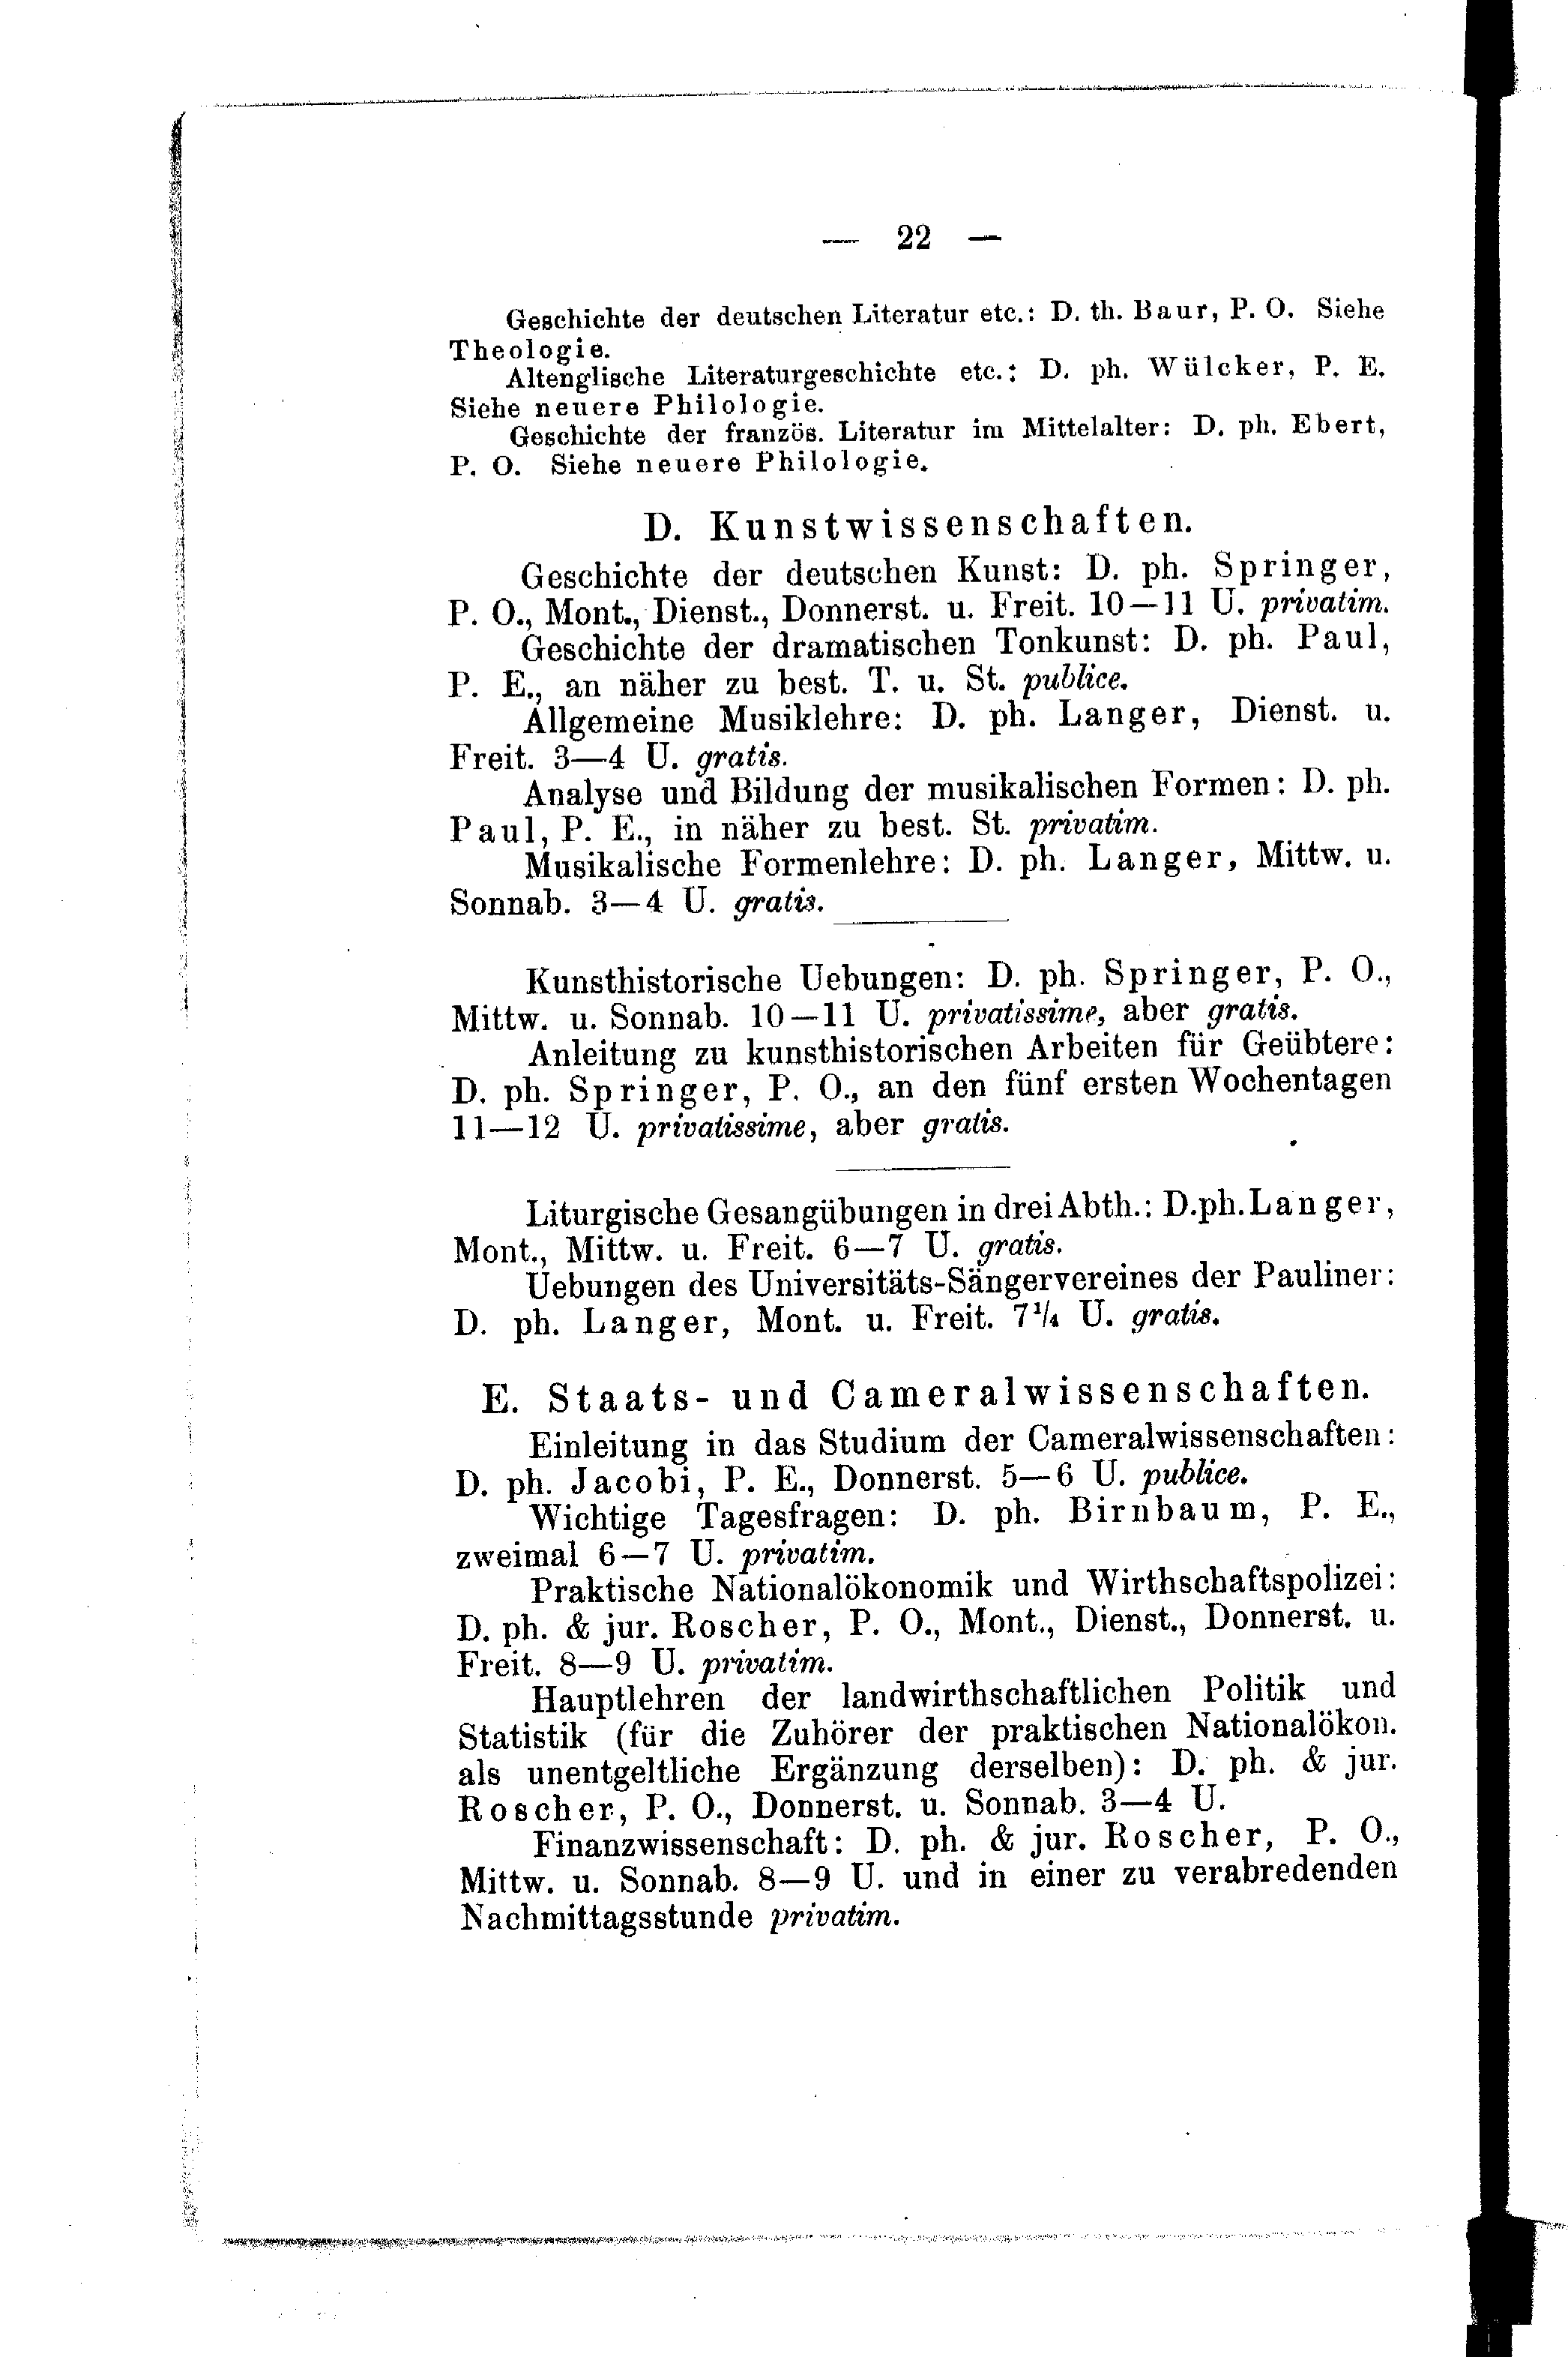 — 22 —
Geschichte der deutschen Literatur etc.: D. th. Baur, P. O. Siehe
Theologie.
Altenglische Literaturgeschichte etc.: D. ph. Wülcker, P. E.
Siehe neuere Philologie.
Geschichte der französ. Literatur im Mittelalter: D. ph. Ebert,
P. O. Siehe neuere Philologie.
D. Kunstwissenschaften.
Geschichte der deutschen Kunst: D. ph. Springer,
P. O., Mont., Dienst., Donnerst. u. Freit. 10—11 U. privatim.
Geschichte der dramatischen Tonkunst: D. ph. Paul,
P. E., an näher zu best. T. u. St. publice.
Allgemeine Musiklehre: D. ph. Langer, Dienst. u.
Freit. 3—4 U. gratis.
Analyse und Bildung der musikalischen Formen: D. ph.
Paul, P. E., in näher zu best. St. privatim.
Musikalische Formenlehre: D. ph. Langer, Mittw. u.
Sonnab. 3—4 U. gratis.
Kunsthistorische Uebungen: D. ph. Springer, P. O.,
Mittw. u. Sonnab. 10—11 U. privatissime, aber gratis.
Anleitung zu kunsthistorischen Arbeiten für Geübtere:
D. ph. Springer, P. O., an den fünf ersten Wochentagen
11—12 U. privatissime, aber gratis.
Liturgische Gesangübungen in drei Abth.: D.ph. Langer,
Mont., Mittw. u. Freit. 6—7 U. gratis.
Uebungen des Universitäts-Sängervereines der Pauliner:
D. ph. Langer, Mont. u. Freit. 7¼ U. gratis.
E. Staats- und Cameralwissenschaften.
Einleitung in das Studium der Cameralwissenschaften:
D. ph. Jacobi, P. E., Donnerst. 5—6 U. publice.
Wichtige Tagesfragen: D. ph. Birnbaum, P. E.,
zweimal 6—7 U. privatim.
Praktische Nationalökonomik und Wirthschaftspolizei:
D. ph. & jur. Roscher, P. O., Mont., Dienst., Donnerst. u.
Freit. 8—9 U. privatim.
Hauptlehren der landwirthschaftlichen Politik und
Statistik (für die Zuhörer der praktischen Nationalökon.
als unentgeltliche Ergänzung derselben): D. ph. & jur.
Roscher, P. O., Donnerst. u. Sonnab. 3—4 U.
Finanzwissenschaft: D. ph. & jur. Roscher, P. O.,
Mittw. u. Sonnab. 8—9 U. und in einer zu verabredenden
Nachmittagsstunde privatim.